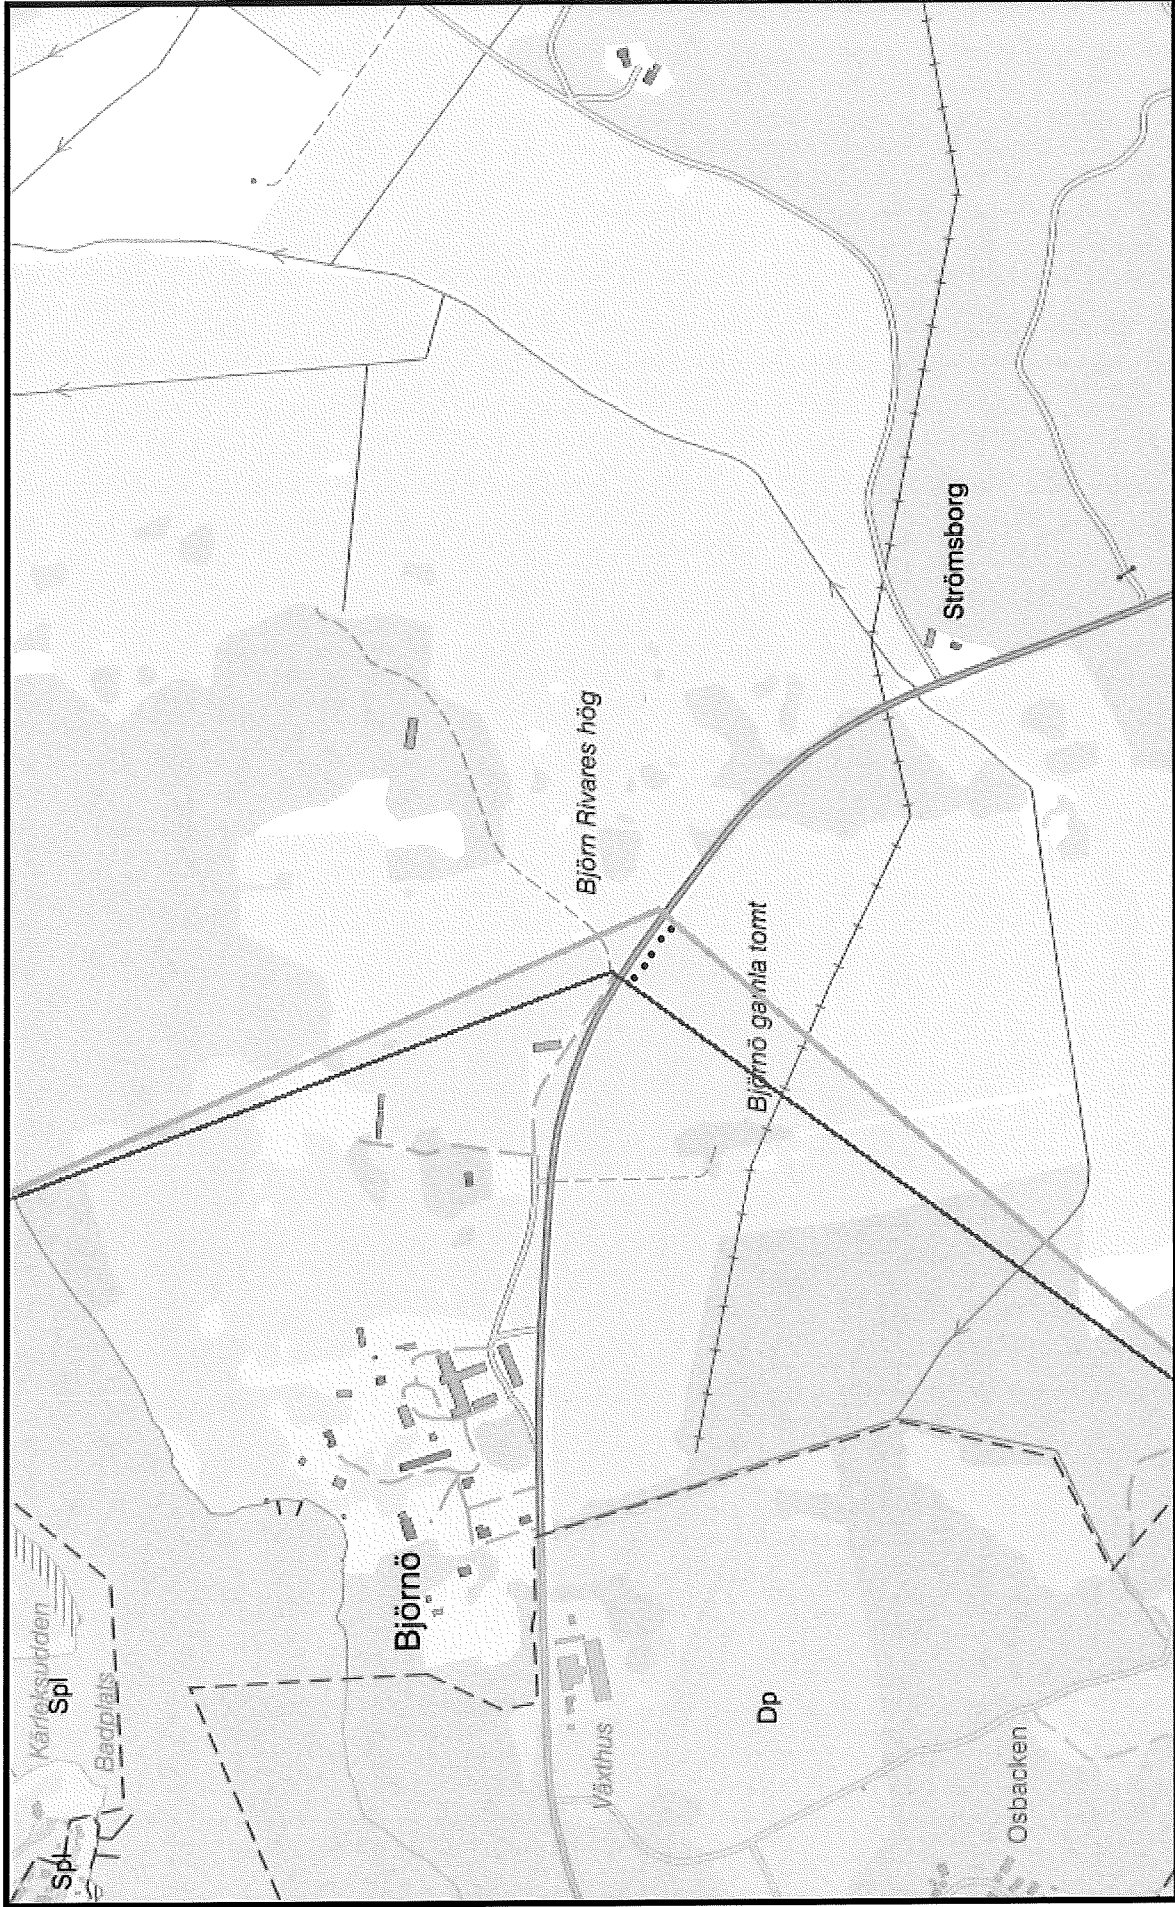 Kärleksudden
Spl
Badplats
Spl
Björnö
Växthus
Dp
Osbacken
Björn Rivares hög
Björnö gamla tomt
Strömsborg